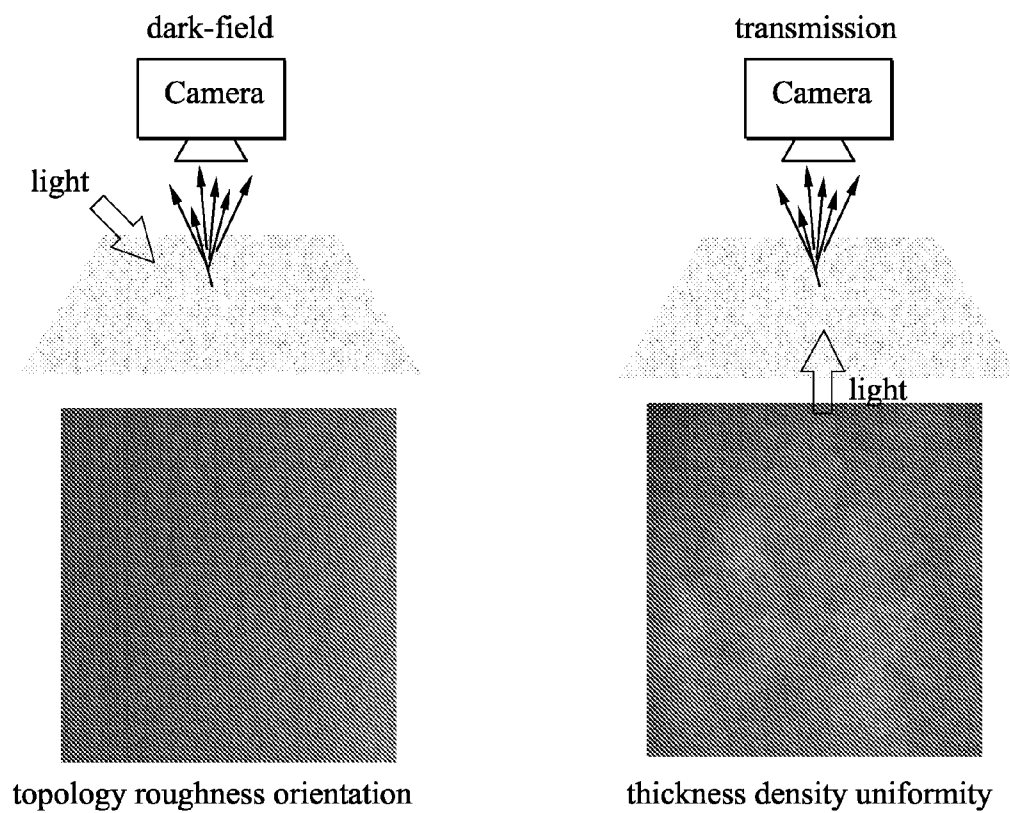 dark-field
Camera
light
topology roughness orientation
transmission
Camera
light
thickness density uniformity